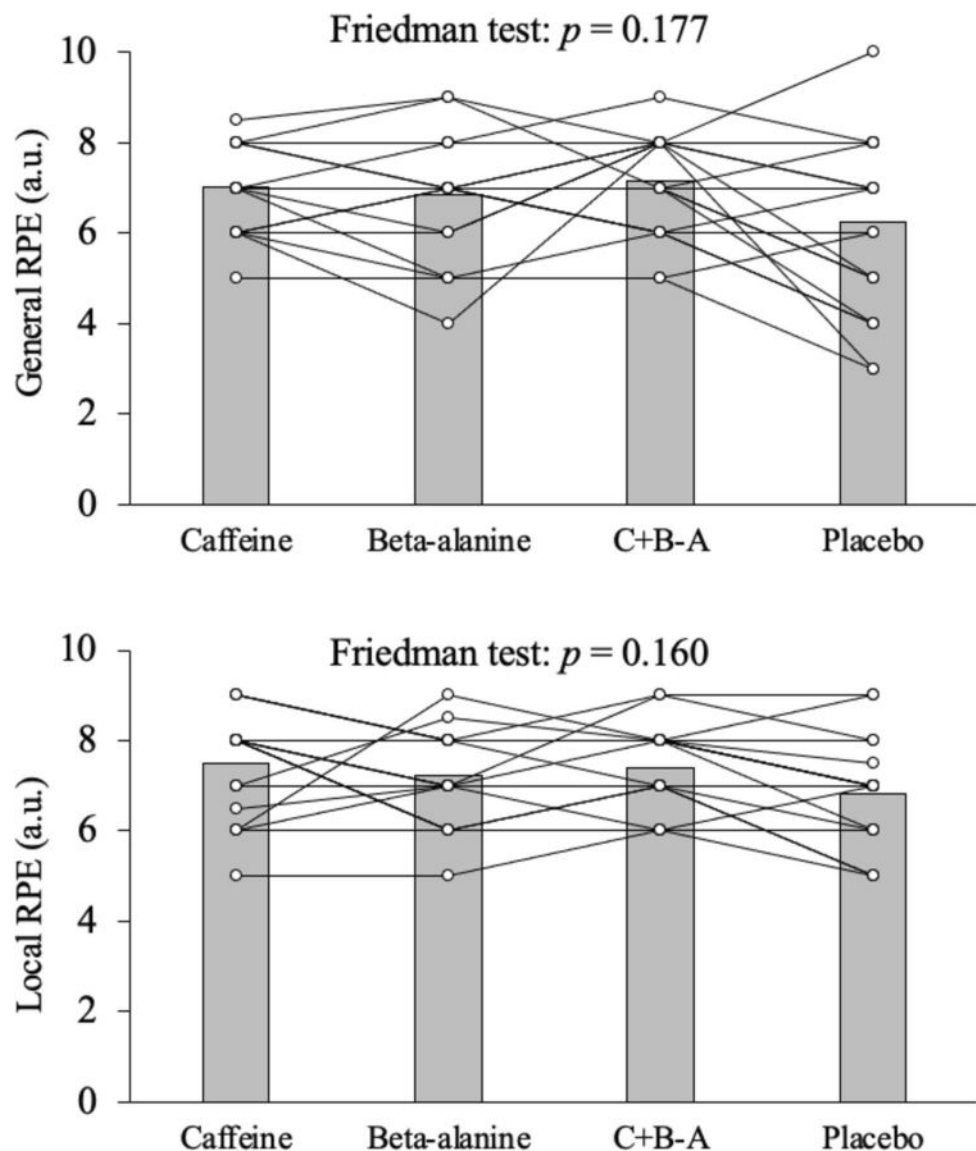 Friedman test: p = 0.177
10
8
6
4
2
0
General RPE (a.u.)
Caffeine Beta-alanine C+B-A Placebo
Friedman test: p = 0.160
10
8
6
4
2
0
Local RPE (a.u.)
Caffeine Beta-alanine C+B-A Placebo